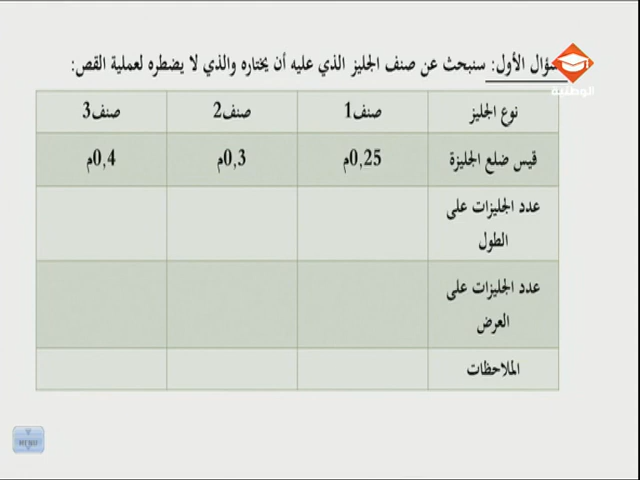 سؤال الأول: سنبحث عن صنف الجليز الذي عليه أن يختاره والذي لا يضطره لعملية القص:
الوطنية
نوع الجليز صنف1 صنف2 صنف3
قيس ضلع الجليزة 0,25م 0,3م 0,4م
عدد الجليزات على
الطول
عدد الجليزات على
العرض
الملاحظات
MENU